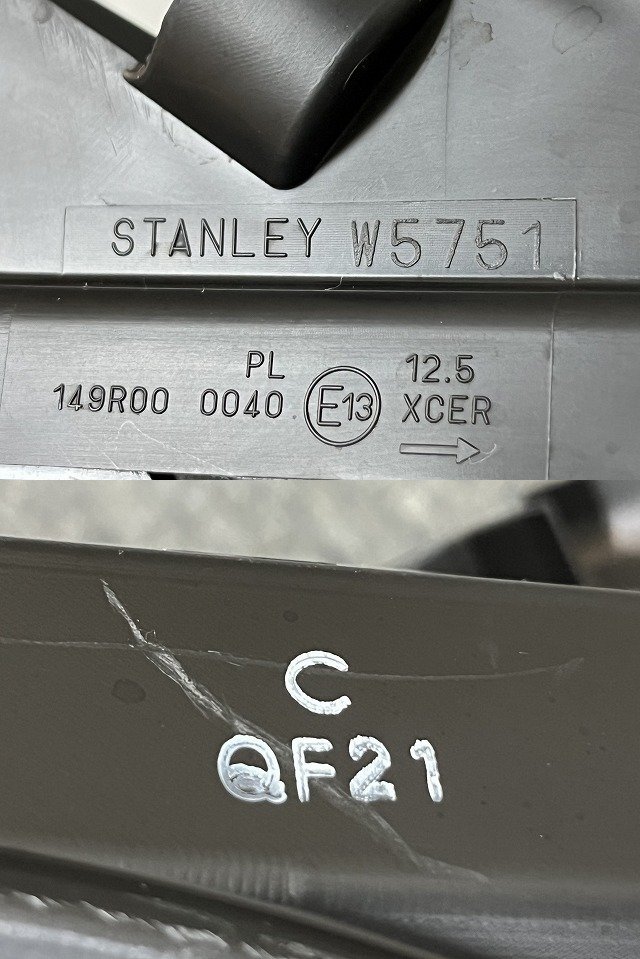 STANLEY W5751
PL 12.5
149R00 0040 E13 XCER
C
QF21